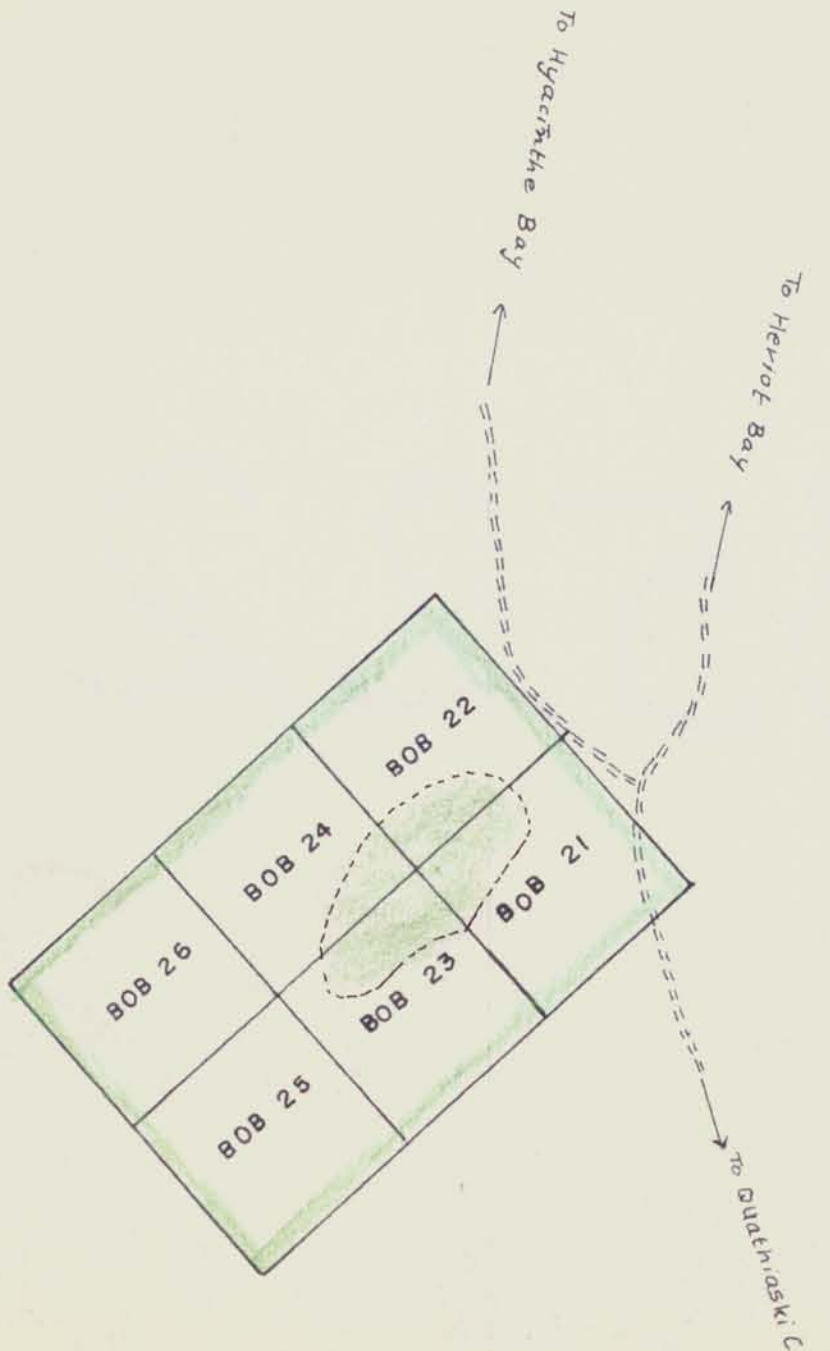 To Hyacinthe Bay
To Heriot Bay
BOB 22
BOB 24
BOB 21
BOB 26
BOB 23
BOB 25
To Quathiaski C